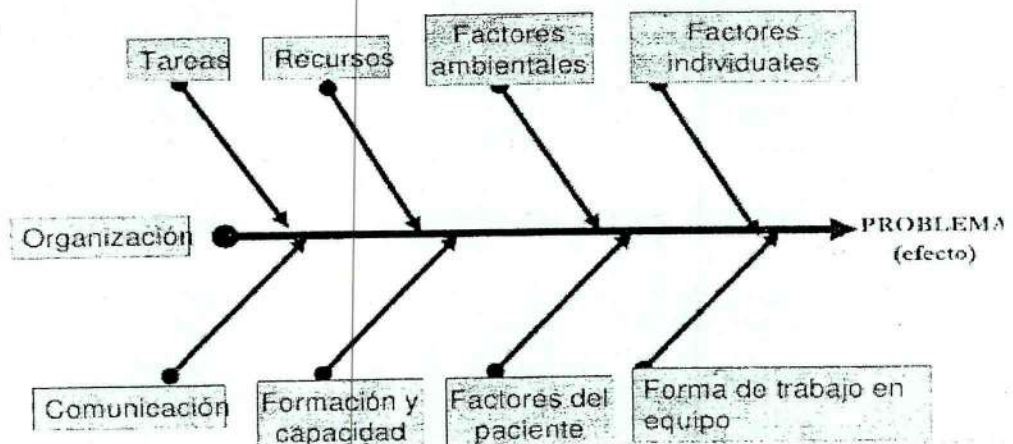 Tareas
Recursos
Factores
ambientales
Factores
individuales
Organización
PROBLEMA
(efecto)
Comunicación
Formación y
capacidad
Factores del
paciente
Forma de trabajo en
equipo